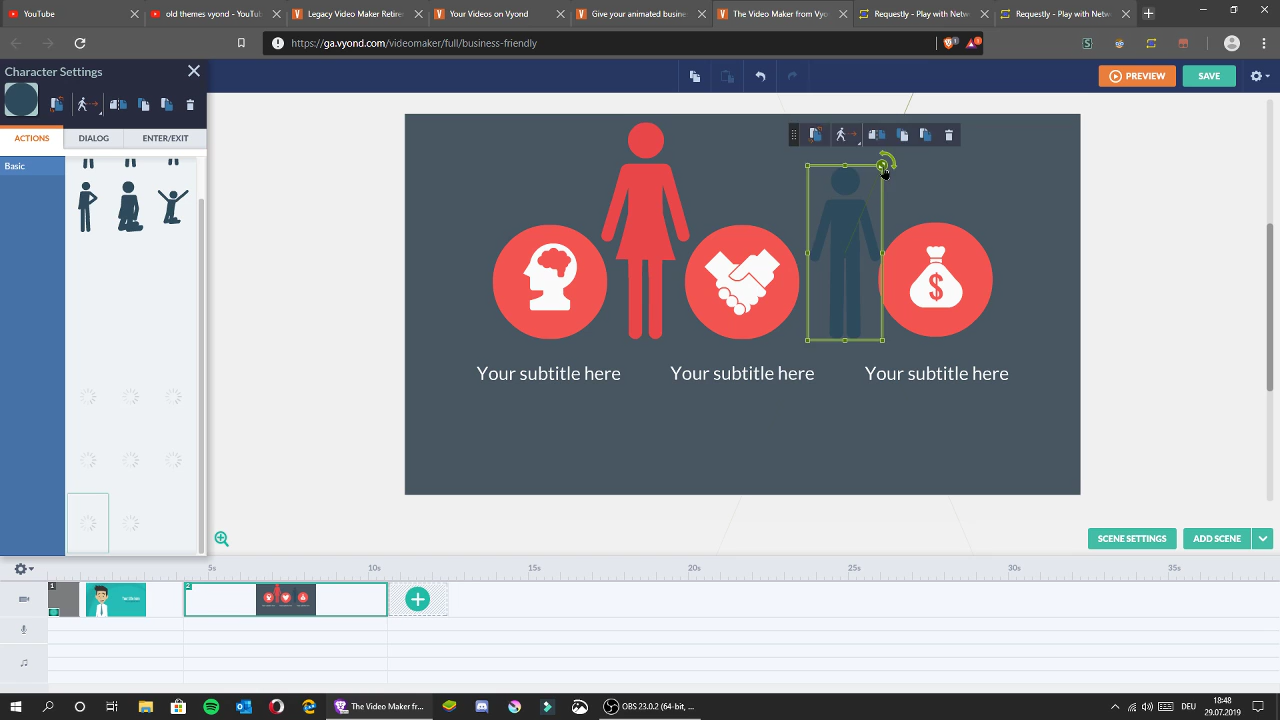 YouTube
old themes vyond - YouTu
Legacy Video Maker Retirer
Your Videos on Vyond
Give your animated busine
The Video Maker from Vyo
Requestly - Play with Netw
Requestly - Play with Netw
https://ga.vyond.com/videomaker/full/business-friendly
Character Settings
PREVIEW
SAVE
ACTIONS
DIALOG
ENTER/EXIT
Basic
$
Your subtitle here
Your subtitle here
Your subtitle here
SCENE SETTINGS
ADD SCENE
5s
10s
15s
20s
25s
30s
35s
1
2
The Video Maker fr...
OBS 23.0.2 (64-bit, ...
DEU
18:48
29.07.2019